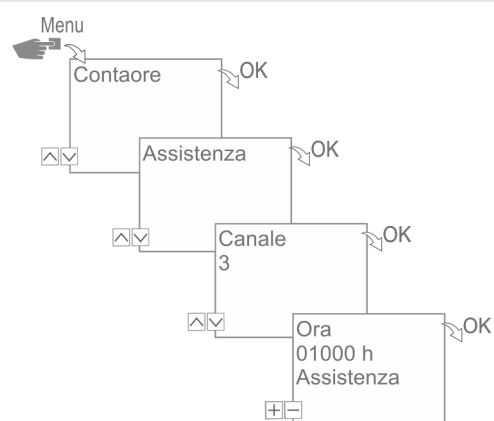 Menu
Contaore
OK
Assistenza
OK
Canale
3
OK
Ora
01000 h
Assistenza
OK